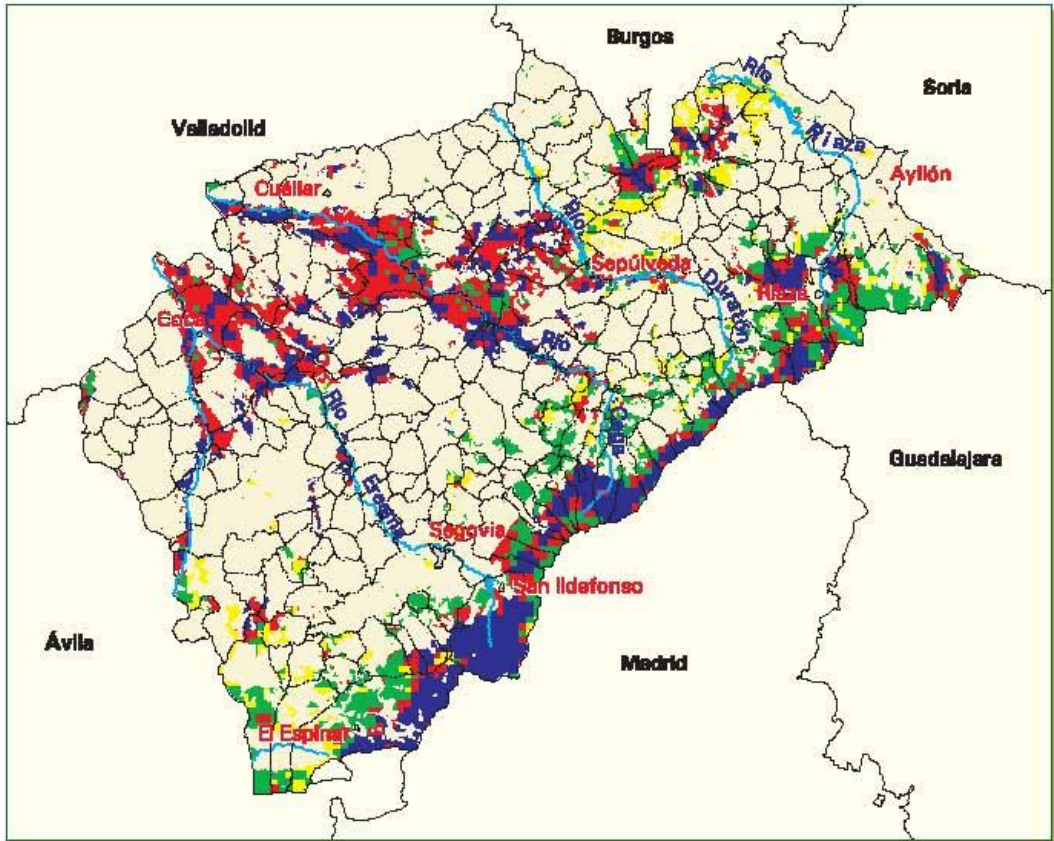 Burgos
Soria
Valladolid
Río
Riaza
Ayllón
Cuéllar
Río
Sepúlveda
Duratón
Riaza
Coca
Río
Cega
Río
Eresma
Guadalajara
Segovia
San Ildefonso
Ávila
Madrid
El Espinar